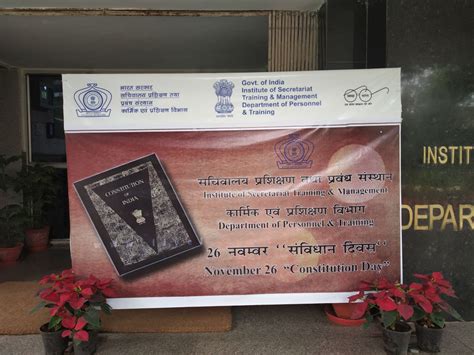 भारत सरकार
सचिवालय प्रशिक्षण तथा
प्रबंध संस्थान
कार्मिक एवं प्रशिक्षण विभाग
Govt. of India
Institute of Secretariat
Training & Management
Department of Personnel
& Training
सचिवालय प्रशिक्षण तथा प्रबंध संस्थान
Institute of Secretariat Training & Management
कार्मिक एवं प्रशिक्षण विभाग
Department of Personnel & Training
26 नवम्वर "संविधान दिवस"
November 26 "Constitution Day"
CONSTITUTION
OF
INDIA
INSTIT
DEPAR